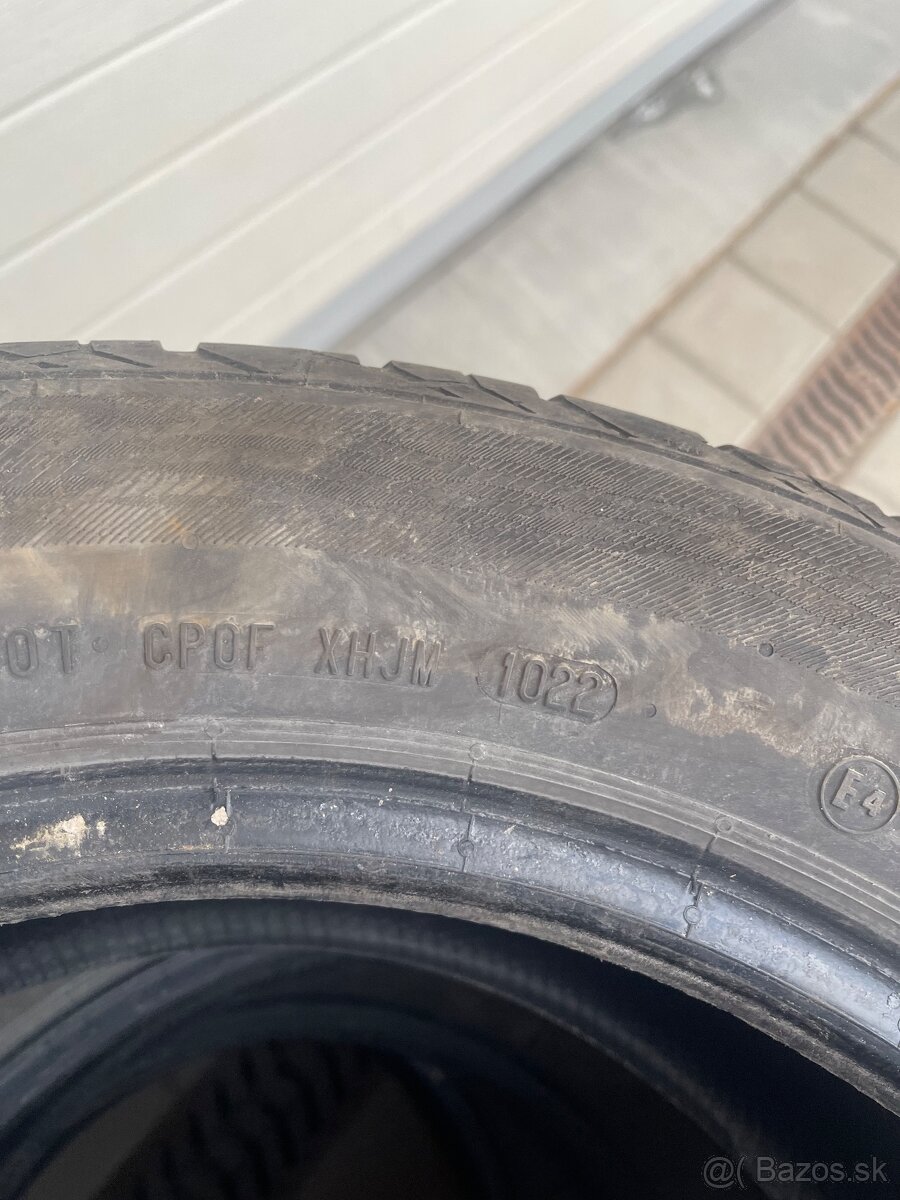 DOT CP0F XHJM 1022
E4
@( Bazos.sk